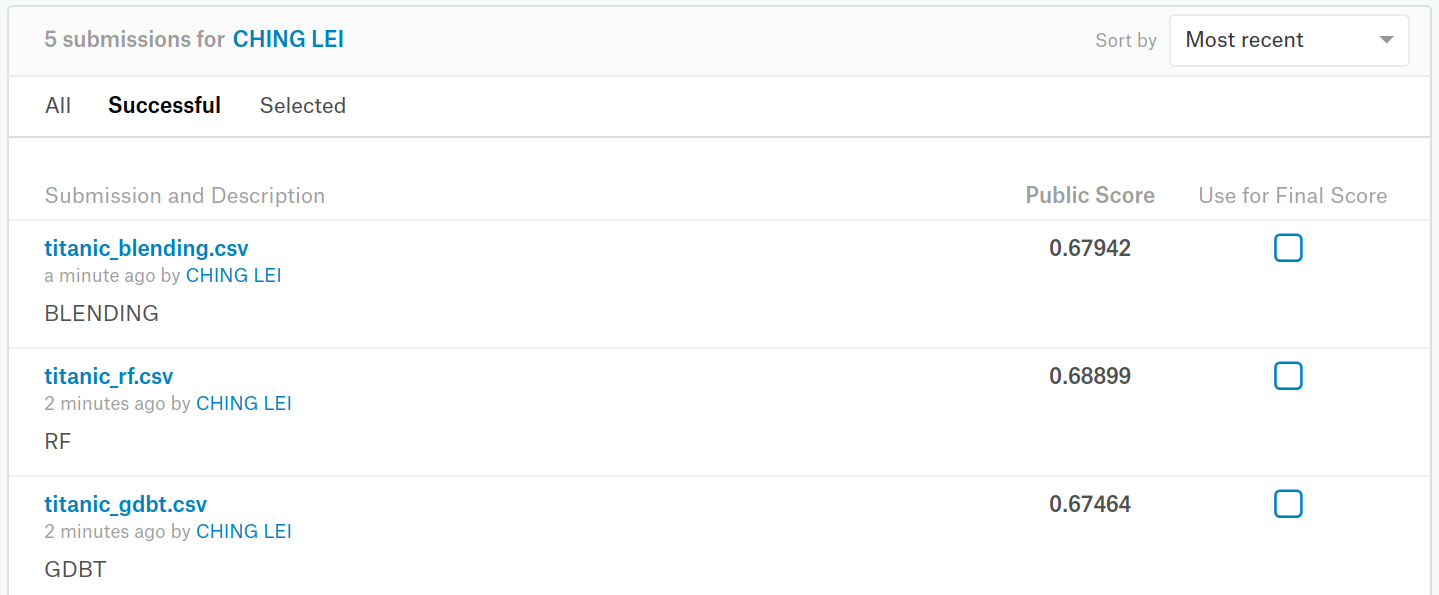 5 submissions for CHING LEI
Sort by Most recent
All Successful Selected
Submission and Description Public Score Use for Final Score
titanic_blending.csv 0.67942
a minute ago by CHING LEI
BLENDING
titanic_rf.csv 0.68899
2 minutes ago by CHING LEI
RF
titanic_gdbt.csv 0.67464
2 minutes ago by CHING LEI
GDBT